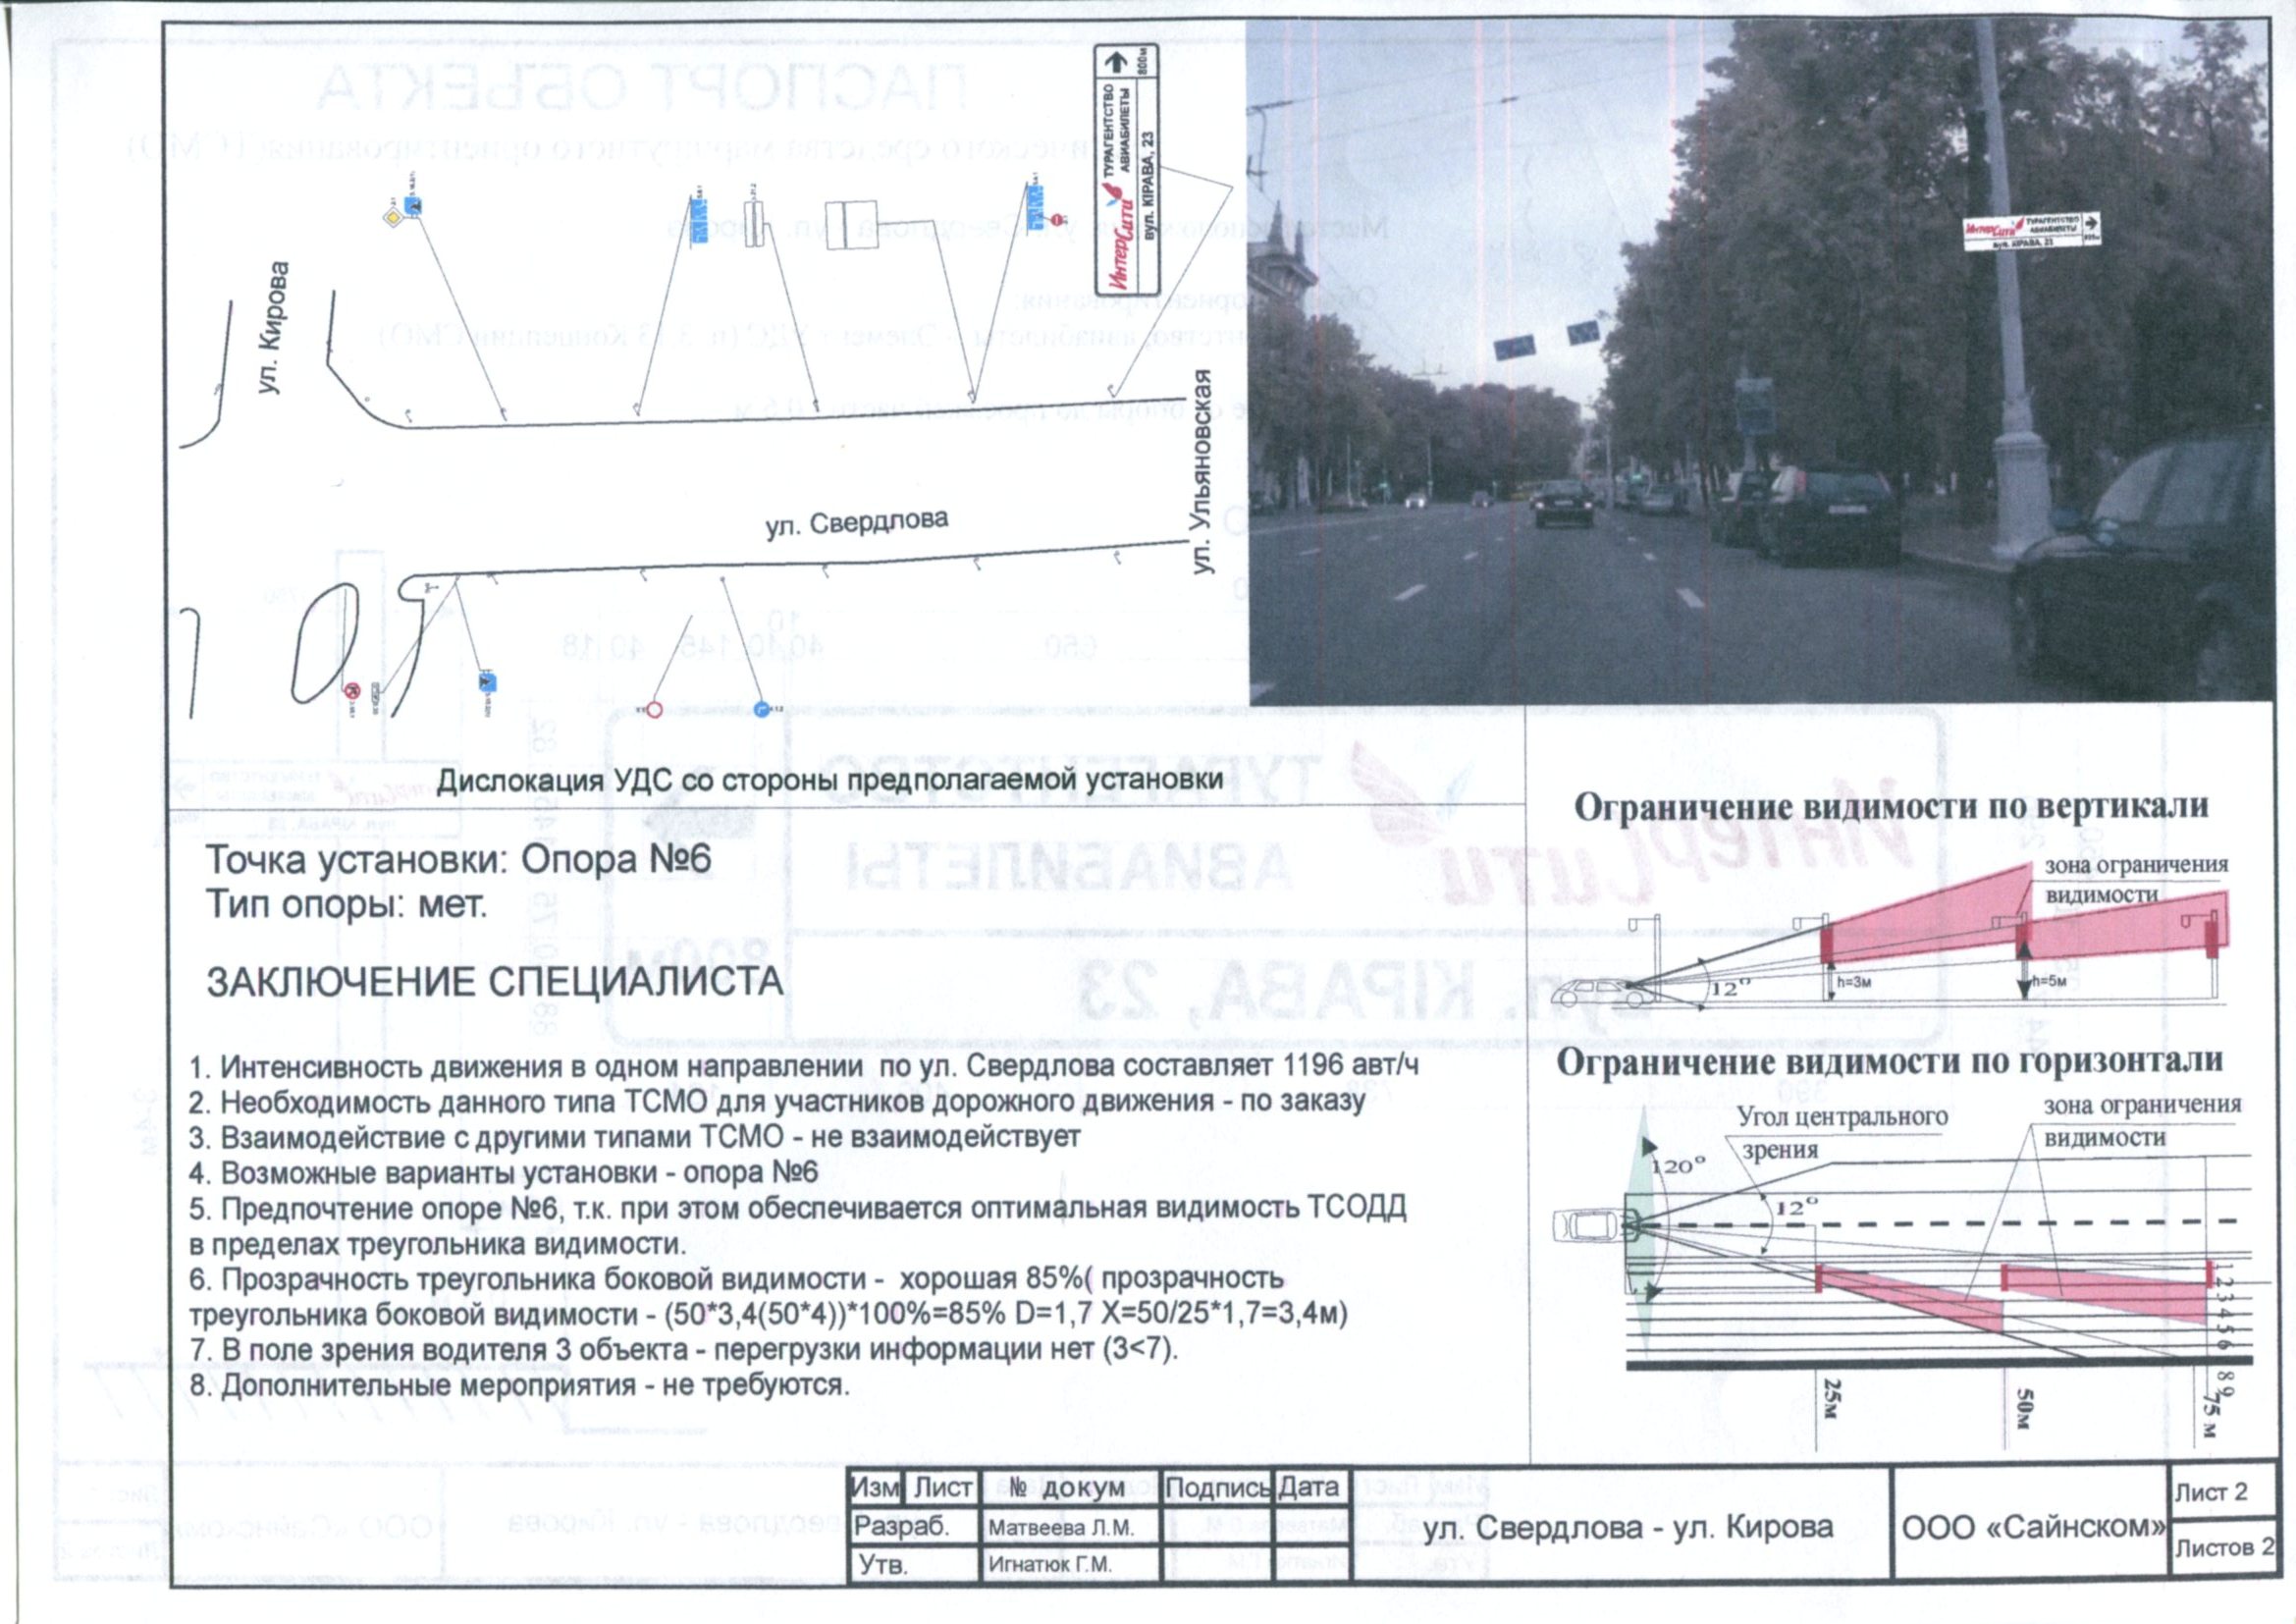 ул. Кирова
ул. Свердлова
ул. Ульяновская
ИнтерСити
ТУРАГЕНТСТВО
АВИАБИЛЕТЫ
вул. КІРАВА, 23
800м
ИнтерСити
ТУРАГЕНТСТВО
АВИАБИЛЕТЫ
вул. КІРАВА, 23
Дислокация УДС со стороны предполагаемой установки
Точка установки: Опора №6
Тип опоры: мет.
ЗАКЛЮЧЕНИЕ СПЕЦИАЛИСТА
1. Интенсивность движения в одном направлении по ул. Свердлова составляет 1196 авт/ч
2. Необходимость данного типа ТСМО для участников дорожного движения - по заказу
3. Взаимодействие с другими типами ТСМО - не взаимодействует
4. Возможные варианты установки - опора №6
5. Предпочтение опоре №6, т.к. при этом обеспечивается оптимальная видимость ТСОДД
в пределах треугольника видимости.
6. Прозрачность треугольника боковой видимости - хорошая 85%( прозрачность
треугольника боковой видимости - (50*3,4(50*4))*100%=85% D=1,7 X=50/25*1,7=3,4м)
7. В поле зрения водителя 3 объекта - перегрузки информации нет (3<7).
8. Дополнительные мероприятия - не требуются.
Ограничение видимости по вертикали
зона ограничения
видимости
12°
h=3м
h=5м
Ограничение видимости по горизонтали
Угол центрального
зрения
зона ограничения
видимости
120°
12°
1 2 3 4 5 6 8 9
25м
50м
75 м
Изм Лист № докум Подпись Дата
Разраб. Матвеева Л.М.
Утв. Игнатюк Г.М.
ул. Свердлова - ул. Кирова
ООО «Сайнском»
Лист 2
Листов 2